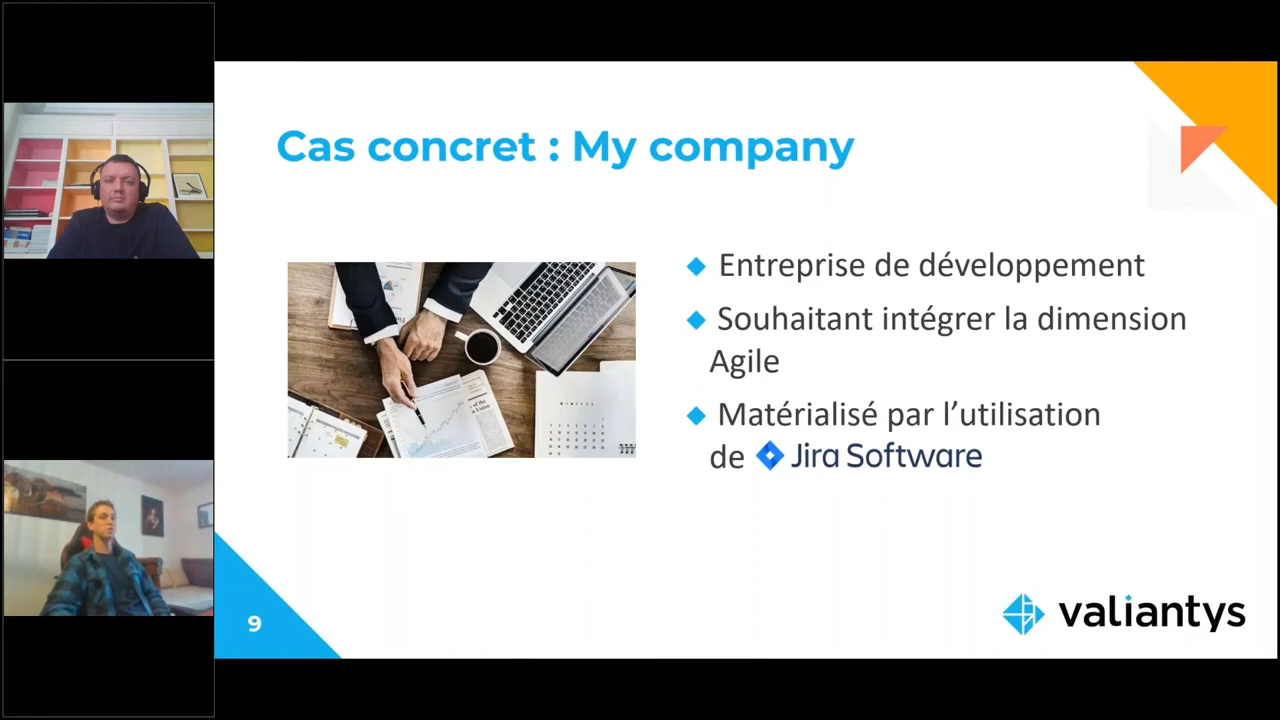 Cas concret : My company
Entreprise de développement
Souhaitant intégrer la dimension
Agile
Matérialisé par l’utilisation
de Jira Software
9
valiantys